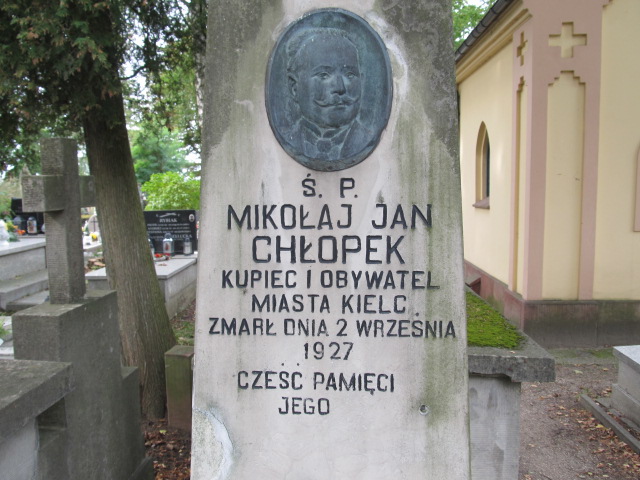 Ś. P.
MIKOŁAJ JAN
CHŁOPEK
KUPIEC I OBYWATEL
MIASTA KIELC
ZMARŁ DNIA 2 WRZEŚNIA
1927
CZEŚĆ PAMIĘCI
JEGO